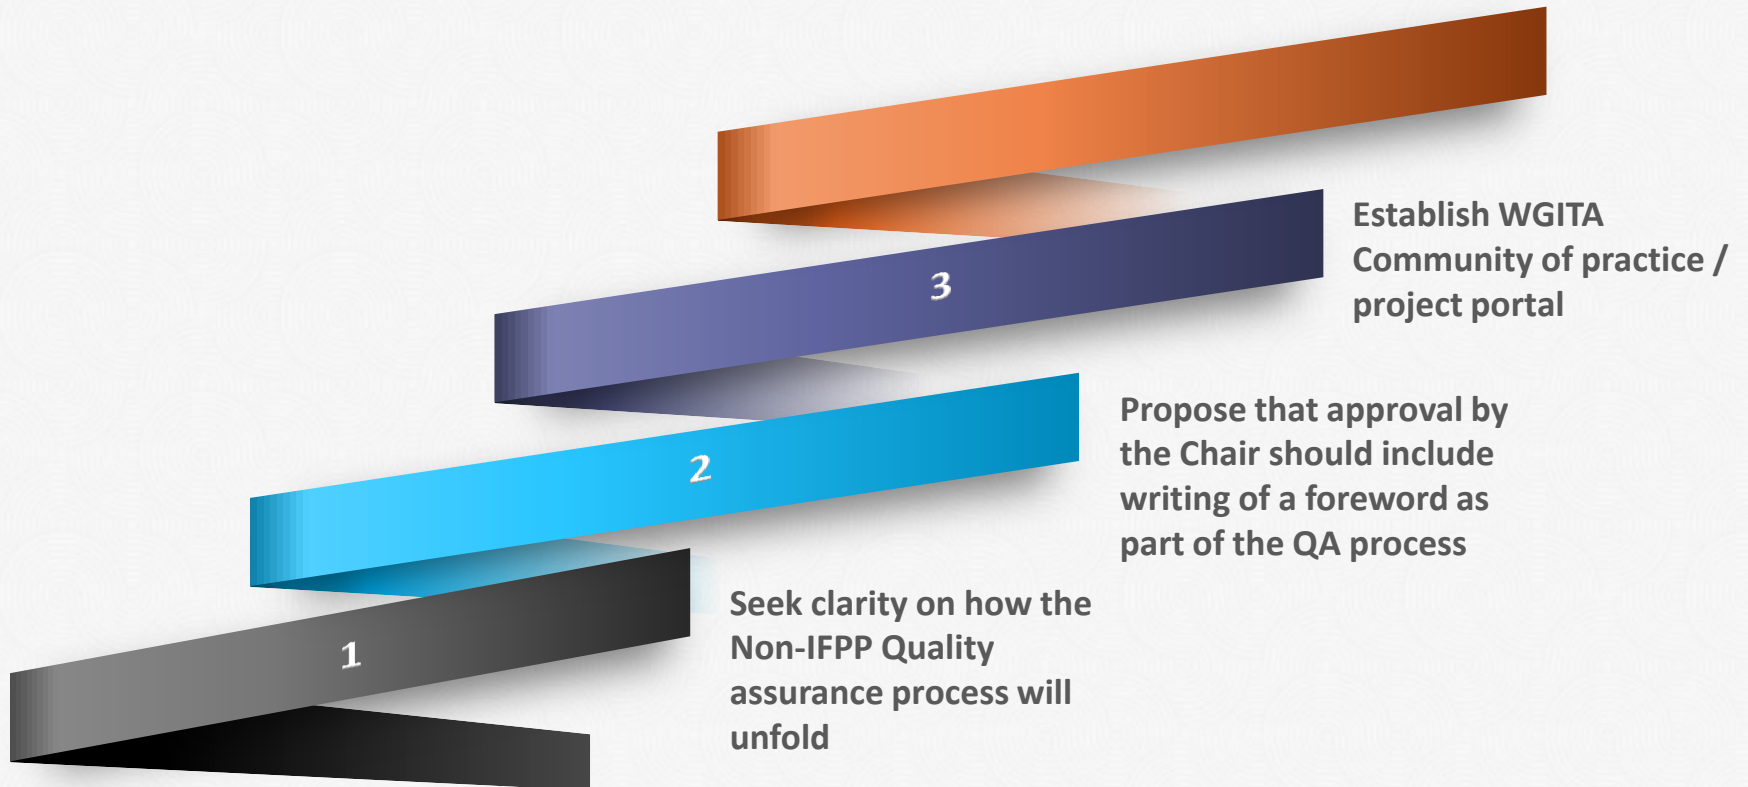 3
Establish WGITA
Community of practice /
project portal
2
Propose that approval by
the Chair should include
writing of a foreword as
part of the QA process
1
Seek clarity on how the
Non-IFPP Quality
assurance process will
unfold